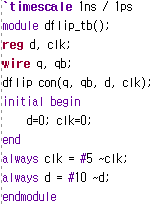 `timescale 1ns / 1ps
module dflip_tb();
reg d, clk;
wire q, qb;
dflip con(q, qb, d, clk);
initial begin
d=0; clk=0;
end
always clk = #5 ~clk;
always d = #10 ~d;
endmodule